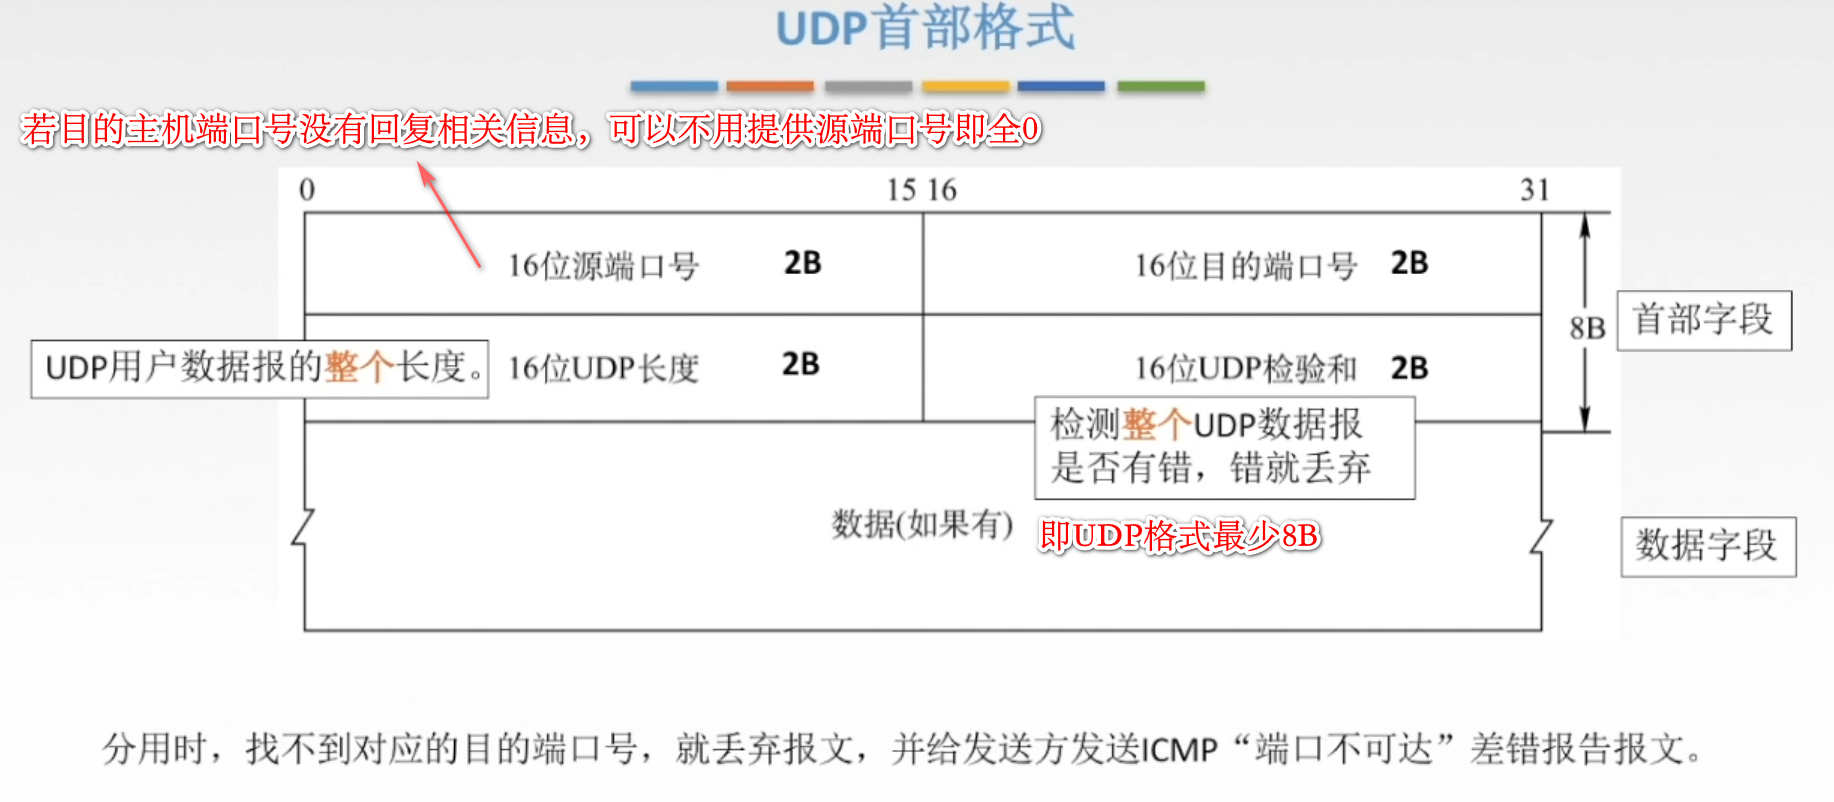 UDP首部格式
若目的主机端口号没有回复相关信息，可以不用提供源端口号即全0
0
15 16
31
16位源端口号 2B
16位目的端口号 2B
8B
首部字段
UDP用户数据报的整个长度。
16位UDP长度 2B
16位UDP检验和 2B
检测整个UDP数据报
是否有错，错就丢弃
数据(如果有)
即UDP格式最少8B
数据字段
分用时，找不到对应的目的端口号，就丢弃报文，并给发送方发送ICMP“端口不可达”差错报告报文。